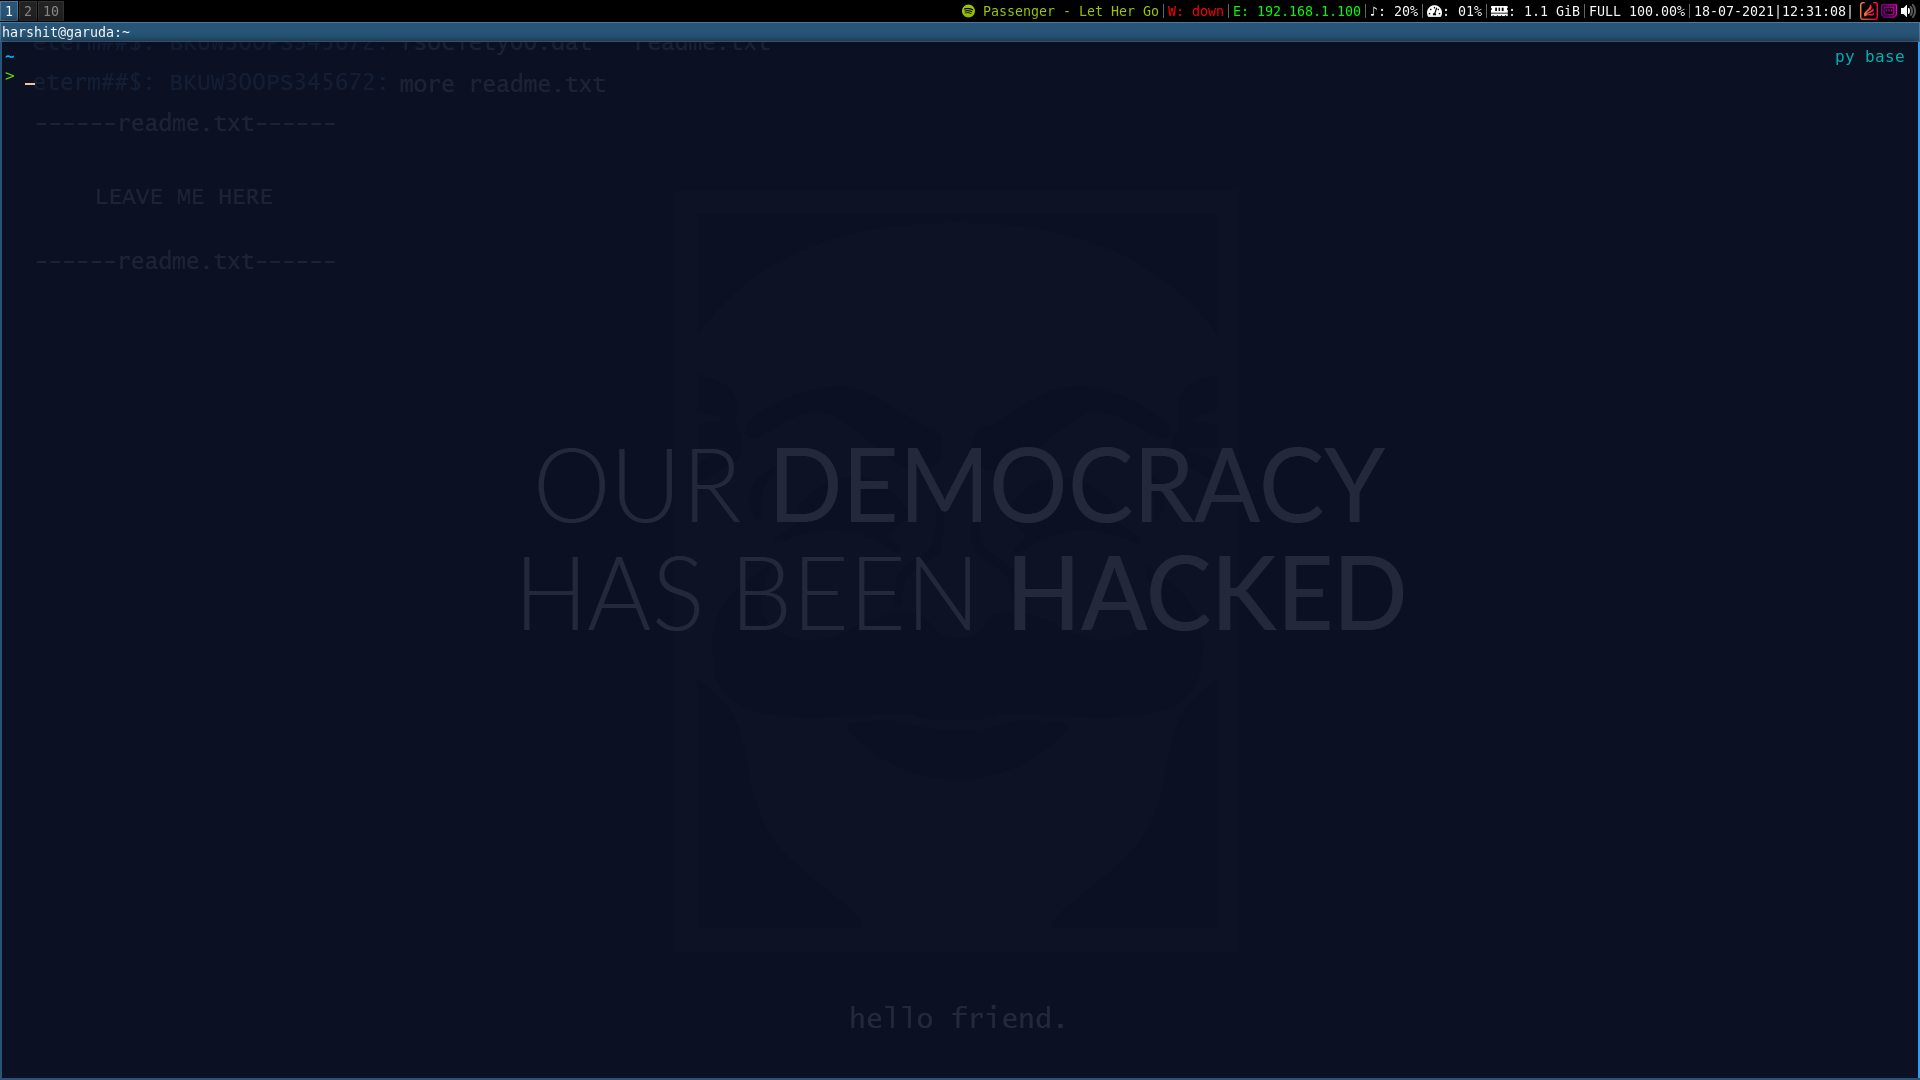 1 2 10 Passenger - Let Her Go|W: down|E: 192.168.1.100|♪: 20%|: 01%|: 1.1 GiB|FULL 100.00%|18-07-2021|12:31:08|
harshit@garuda:~
eterm##$: BKUW300PS345672: fsociety00.dat readme.txt
~ py base
> _
eterm##$: BKUW300PS345672: more readme.txt
------readme.txt------
LEAVE ME HERE
------readme.txt------
OUR DEMOCRACY
HAS BEEN HACKED
hello friend.